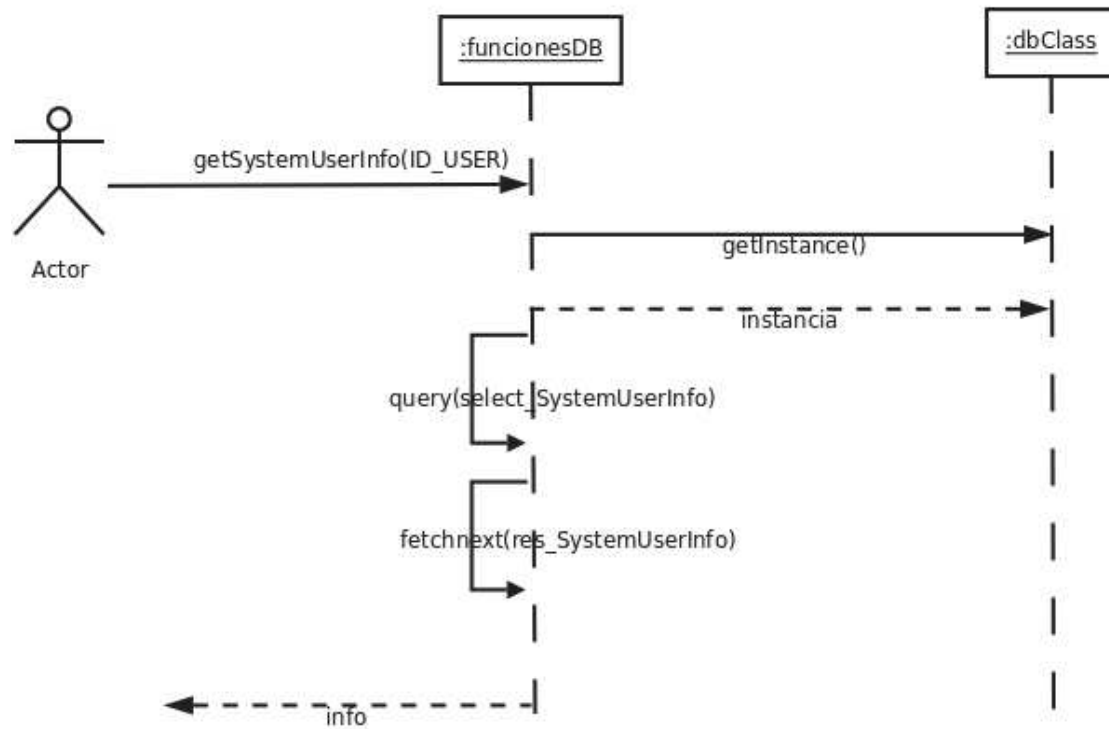 :funcionesDB
:dbClass
getSystemUserInfo(ID_USER)
Actor
getInstance()
instancia
query(select_SystemUserInfo)
fetchnext(res_SystemUserInfo)
info